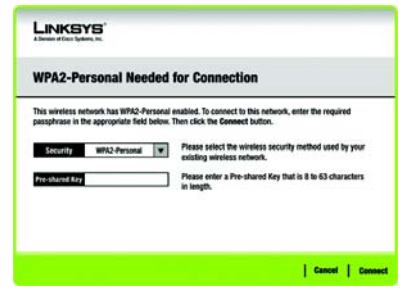 LINKSYS®
A Division of Cisco Systems, Inc.
WPA2-Personal Needed for Connection
This wireless network has WPA2-Personal enabled. To connect to this network, enter the required
passphrase in the appropriate field below. Then click the Connect button.
Security WPA2-Personal Please select the wireless security method used by your
existing wireless network.
Pre-shared Key Please enter a Pre-shared Key that is 8 to 63 characters
in length.
Cancel Connect